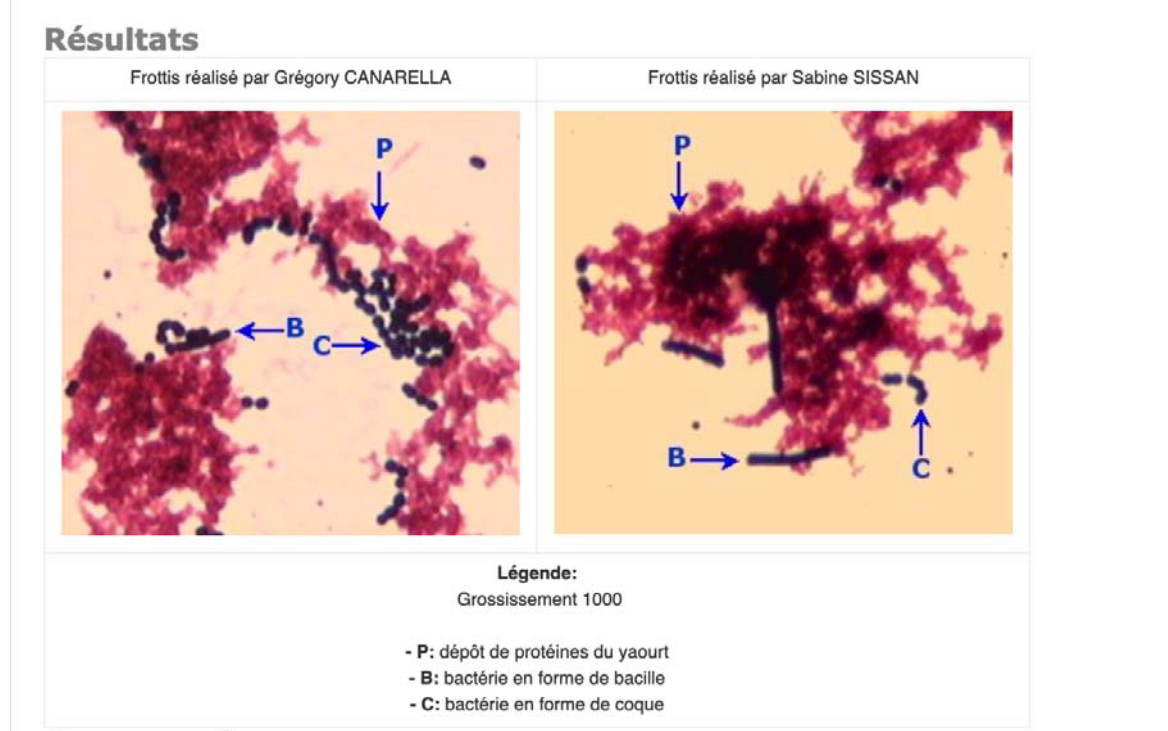 Résultats
Frottis réalisé par Grégory CANARELLA
Frottis réalisé par Sabine SISSAN
P
B
C
P
B
C
Légende:
Grossissement 1000
- P: dépôt de protéines du yaourt
- B: bactérie en forme de bacille
- C: bactérie en forme de coque